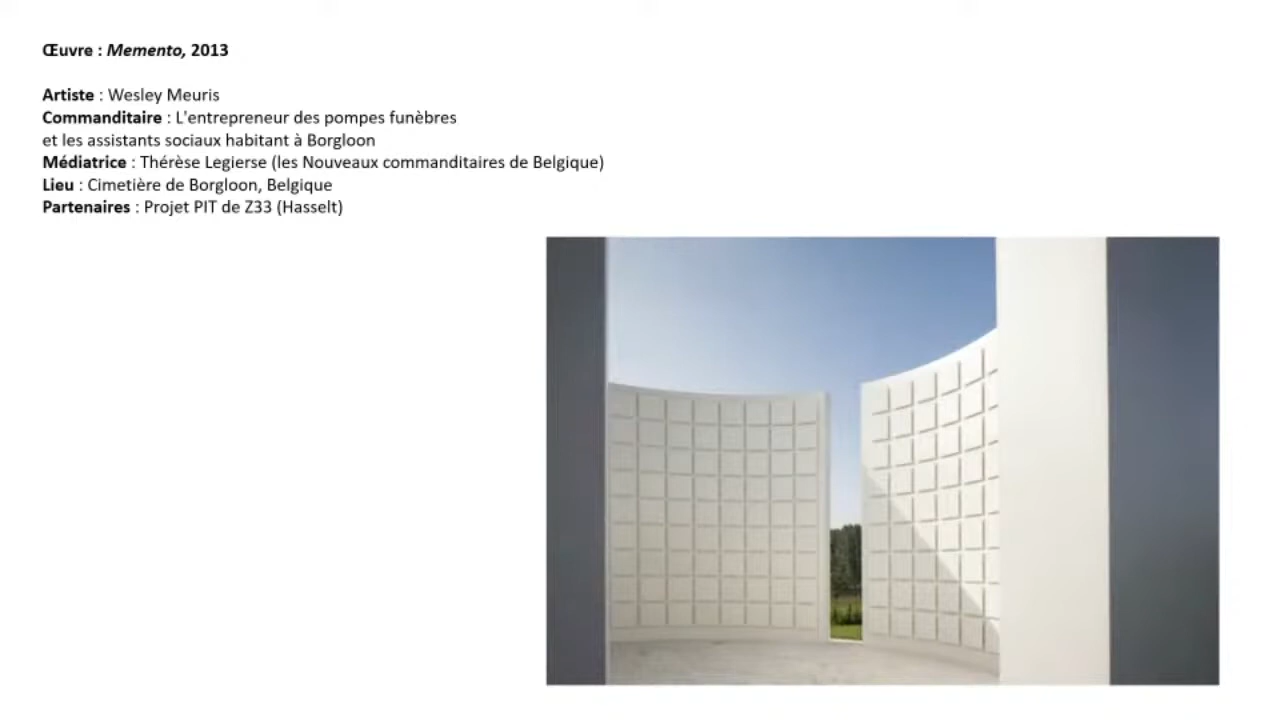 Œuvre : Memento, 2013
Artiste : Wesley Meuris
Commanditaire : L'entrepreneur des pompes funèbres
et les assistants sociaux habitant à Borgloon
Médiatrice : Thérèse Legierse (les Nouveaux commanditaires de Belgique)
Lieu : Cimetière de Borgloon, Belgique
Partenaires : Projet PIT de Z33 (Hasselt)